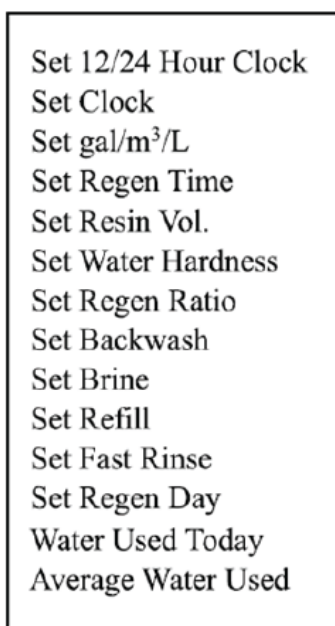 Set 12/24 Hour Clock
Set Clock
Set gal/m³/L
Set Regen Time
Set Resin Vol.
Set Water Hardness
Set Regen Ratio
Set Backwash
Set Brine
Set Refill
Set Fast Rinse
Set Regen Day
Water Used Today
Average Water Used